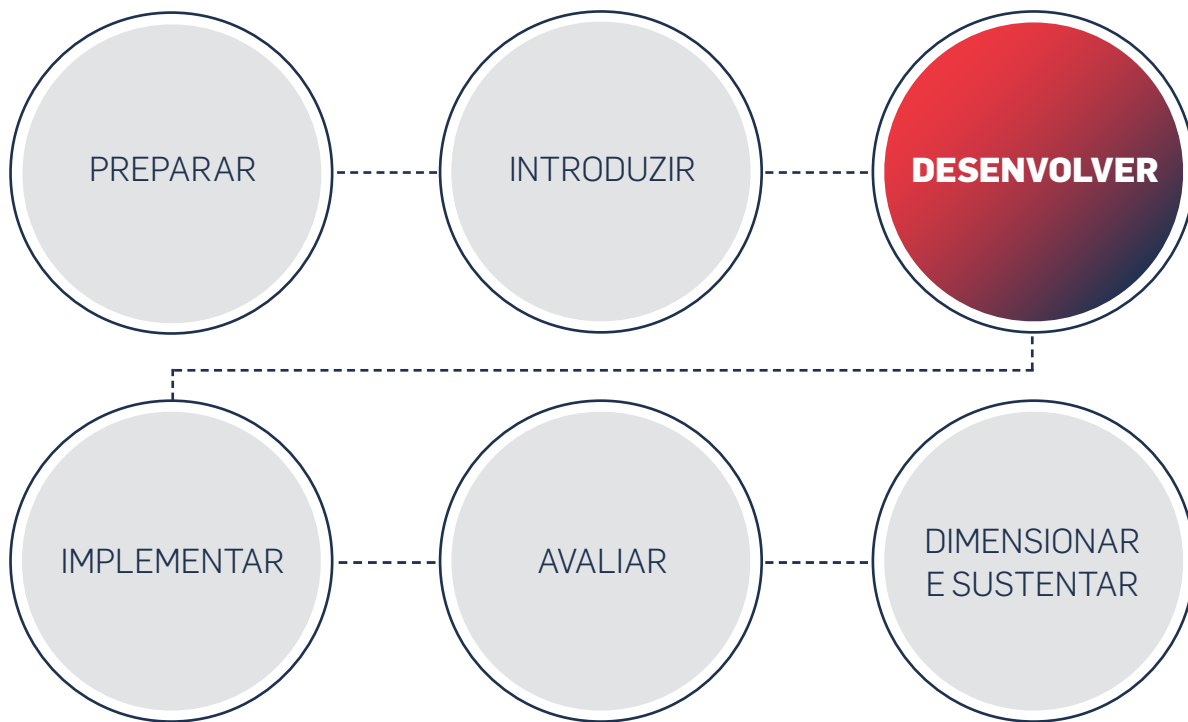 PREPARAR
INTRODUZIR
DESENVOLVER
IMPLEMENTAR
AVALIAR
DIMENSIONAR
E SUSTENTAR